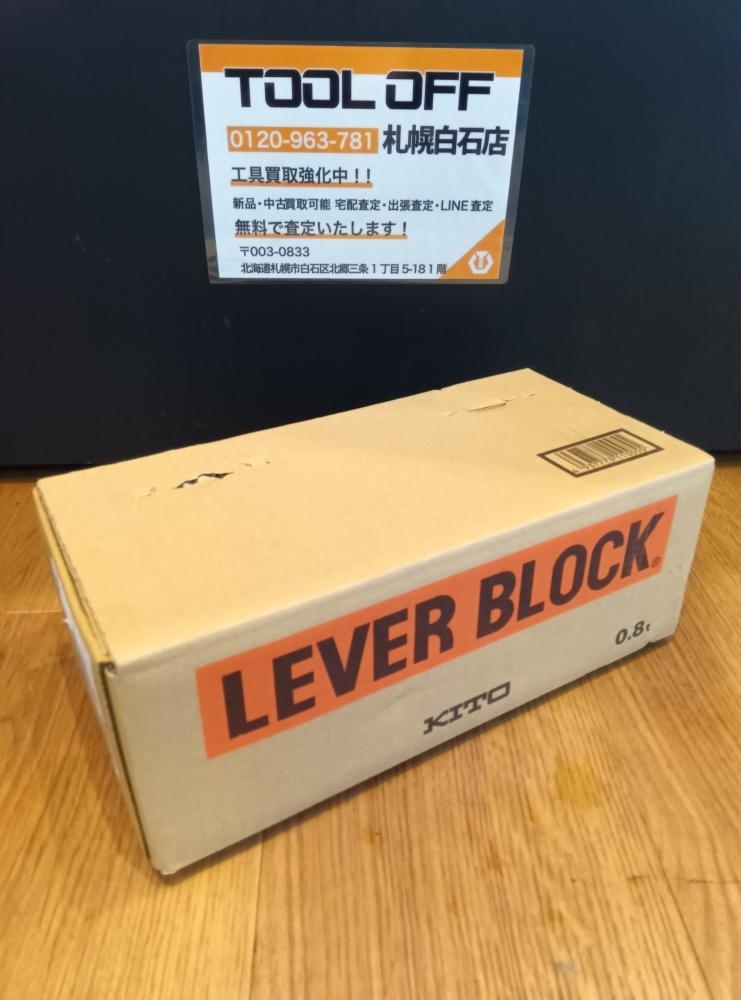 TOOL OFF
0120-963-781 札幌白石店
工具買取強化中！！
新品・中古買取可能 宅配査定・出張査定・LINE査定
無料で査定いたします！
〒003-0833
北海道札幌市白石区北郷三条1丁目5-18 1階
LEVER BLOCK®
0.8t
KITO